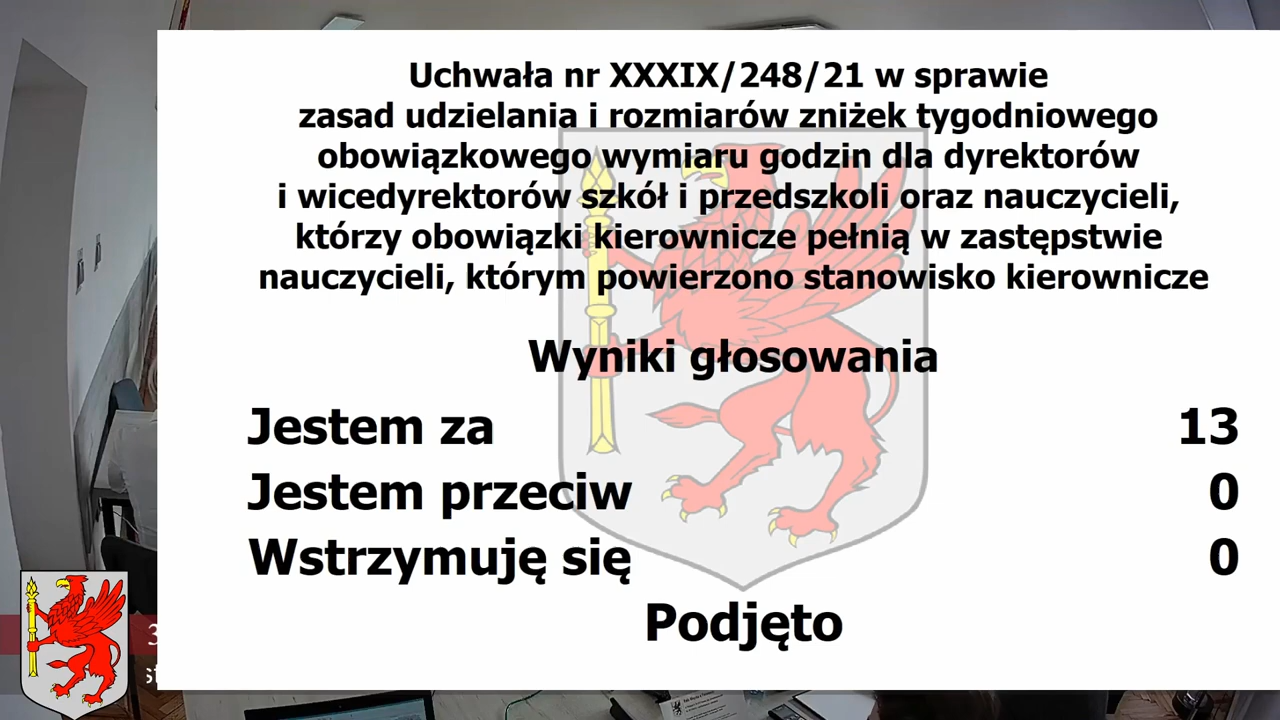 Uchwała nr XXXIX/248/21 w sprawie
zasad udzielania i rozmiarów zniżek tygodniowego
obowiązkowego wymiaru godzin dla dyrektorów
i wicedyrektorów szkół i przedszkoli oraz nauczycieli,
którzy obowiązki kierownicze pełnią w zastępstwie
nauczycieli, którym powierzono stanowisko kierownicze
Wyniki głosowania
Jestem za 13
Jestem przeciw 0
Wstrzymuję się 0
Podjęto